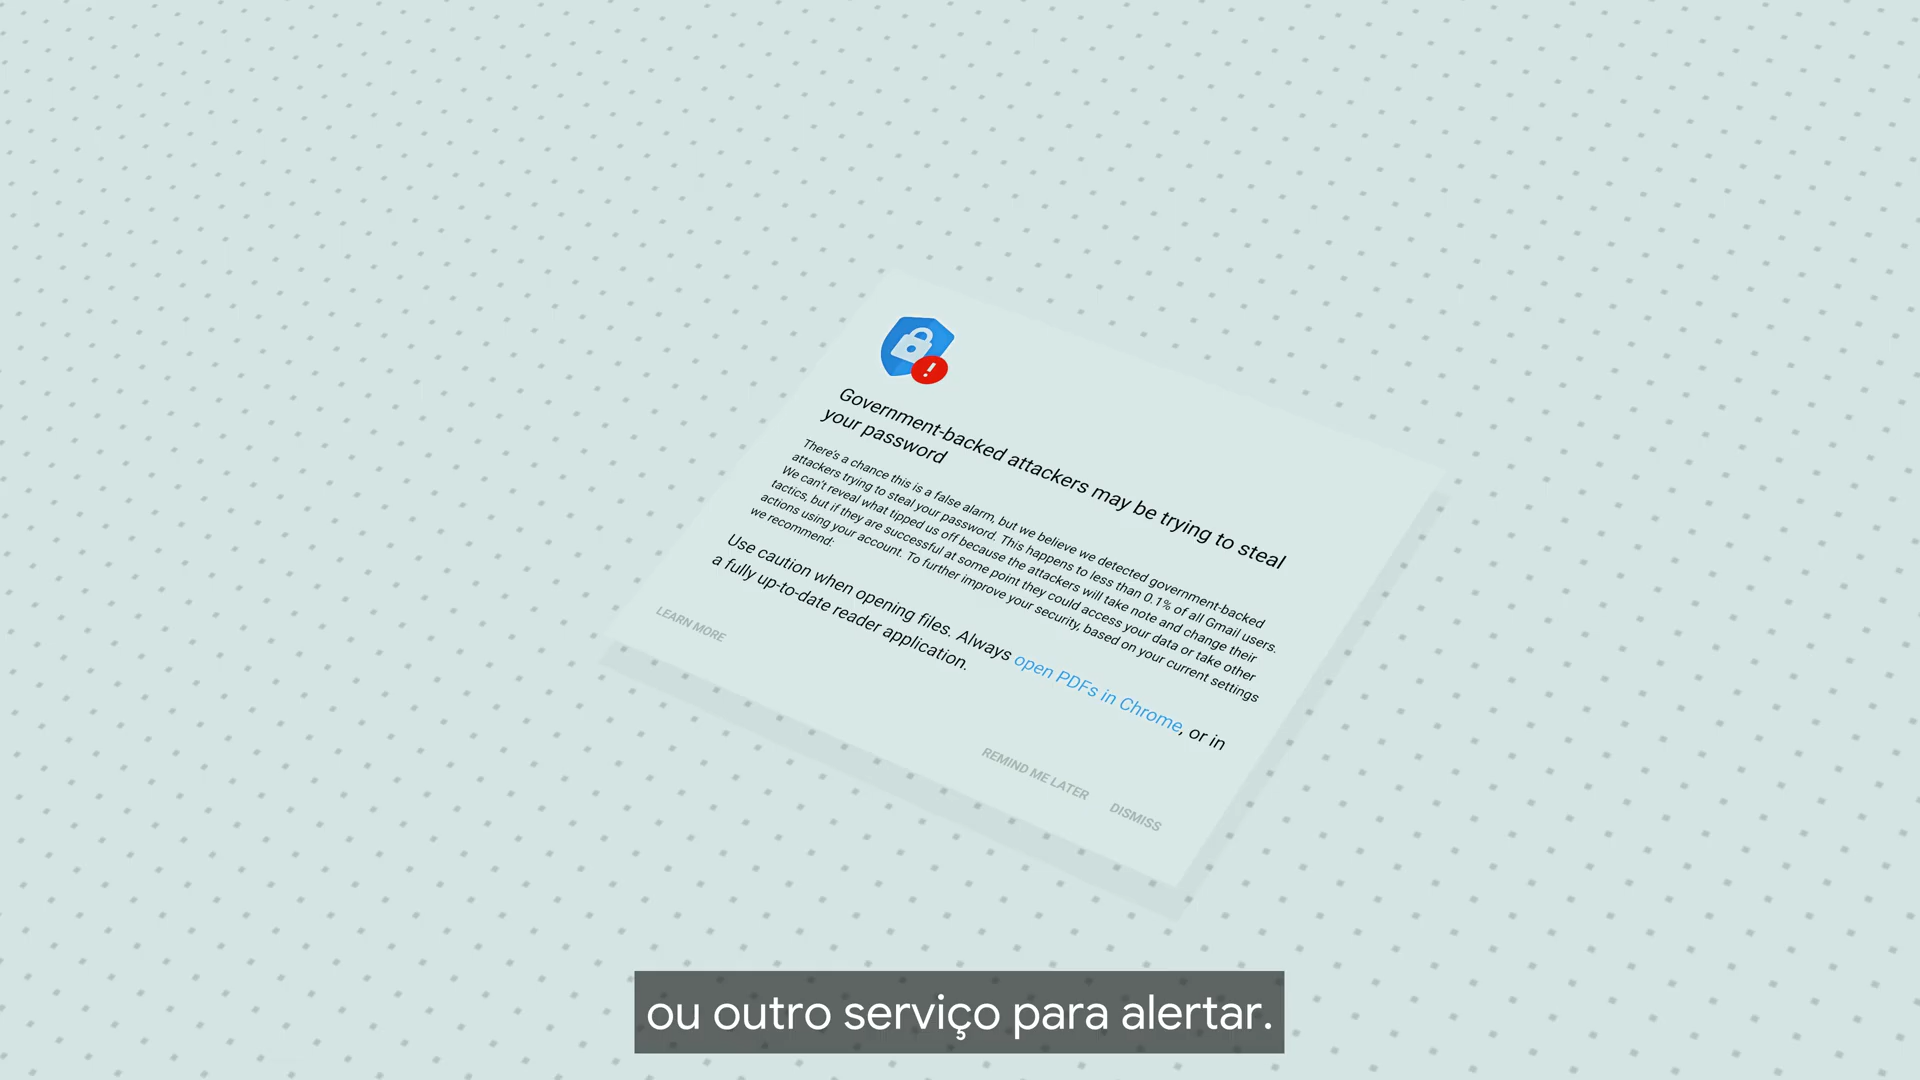 Government-backed attackers may be trying to steal
your password
There's a chance this is a false alarm, but we believe we detected government-backed
attackers trying to steal your password. This happens to less than 0.1% of all Gmail users.
We can't reveal what tipped us off because the attackers will take note and change their
tactics, but if they are successful at some point they could access your data or take other
actions using your account. To further improve your security, based on your current settings
we recommend:
Use caution when opening files. Always open PDFs in Chrome, or in
a fully up-to-date reader application.
LEARN MORE
REMIND ME LATER
DISMISS
ou outro serviço para alertar.